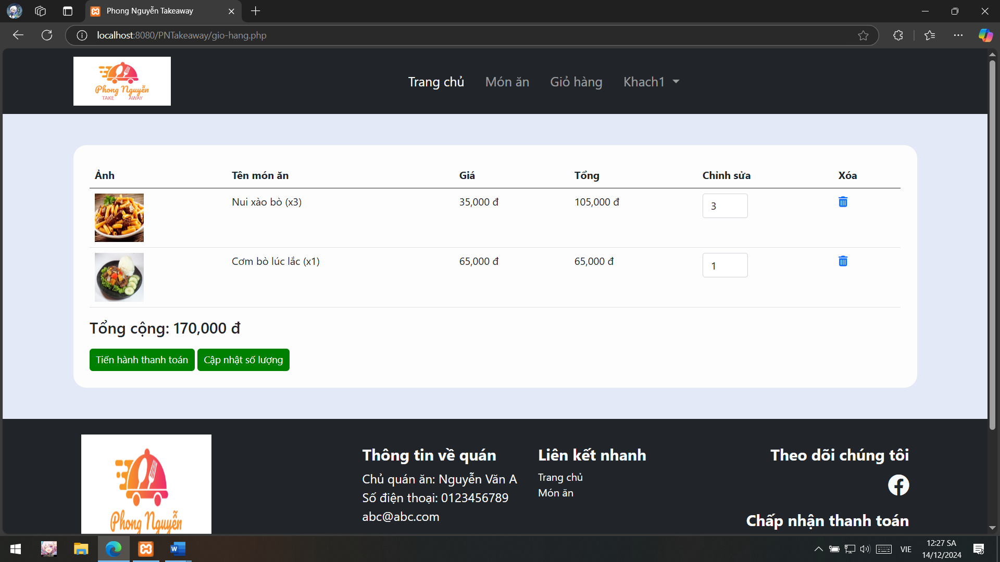 Phong Nguyễn Takeaway
localhost:8080/PNTakeaway/gio-hang.php
Phong Nguyễn
TAKE AWAY
Trang chủ Món ăn Giỏ hàng Khach1
Ảnh Tên món ăn Giá Tổng Chỉnh sửa Xóa
Nui xào bò (x3) 35,000 đ 105,000 đ 3
Cơm bò lúc lắc (x1) 65,000 đ 65,000 đ 1
Tổng cộng: 170,000 đ
Tiến hành thanh toán Cập nhật số lượng
Phong Nguyễn
Thông tin về quán
Chủ quán ăn: Nguyễn Văn A
Số điện thoại: 0123456789
abc@abc.com
Liên kết nhanh
Trang chủ
Món ăn
Theo dõi chúng tôi
Chấp nhận thanh toán
VIE
12:27 SA
14/12/2024